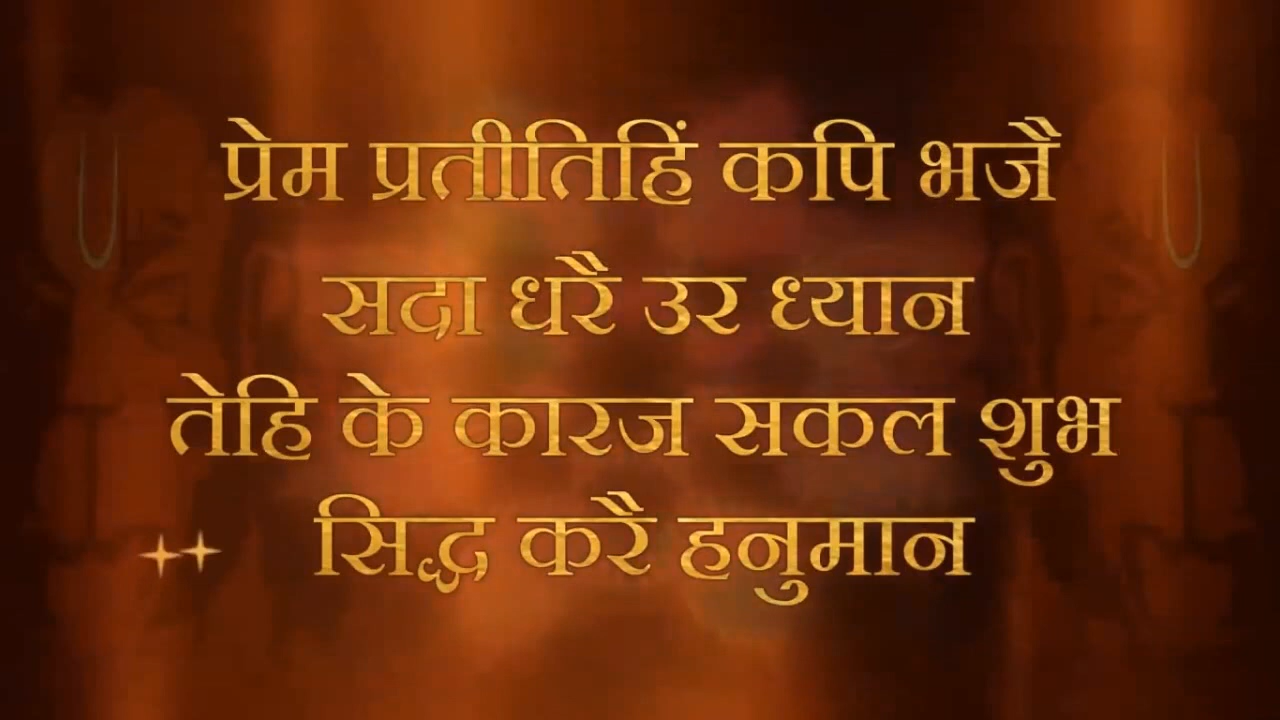 प्रेम प्रतीतिहिं कपि भजै
सदा धरै उर ध्यान
तेहि के कारज सकल शुभ
सिद्ध करै हनुमान